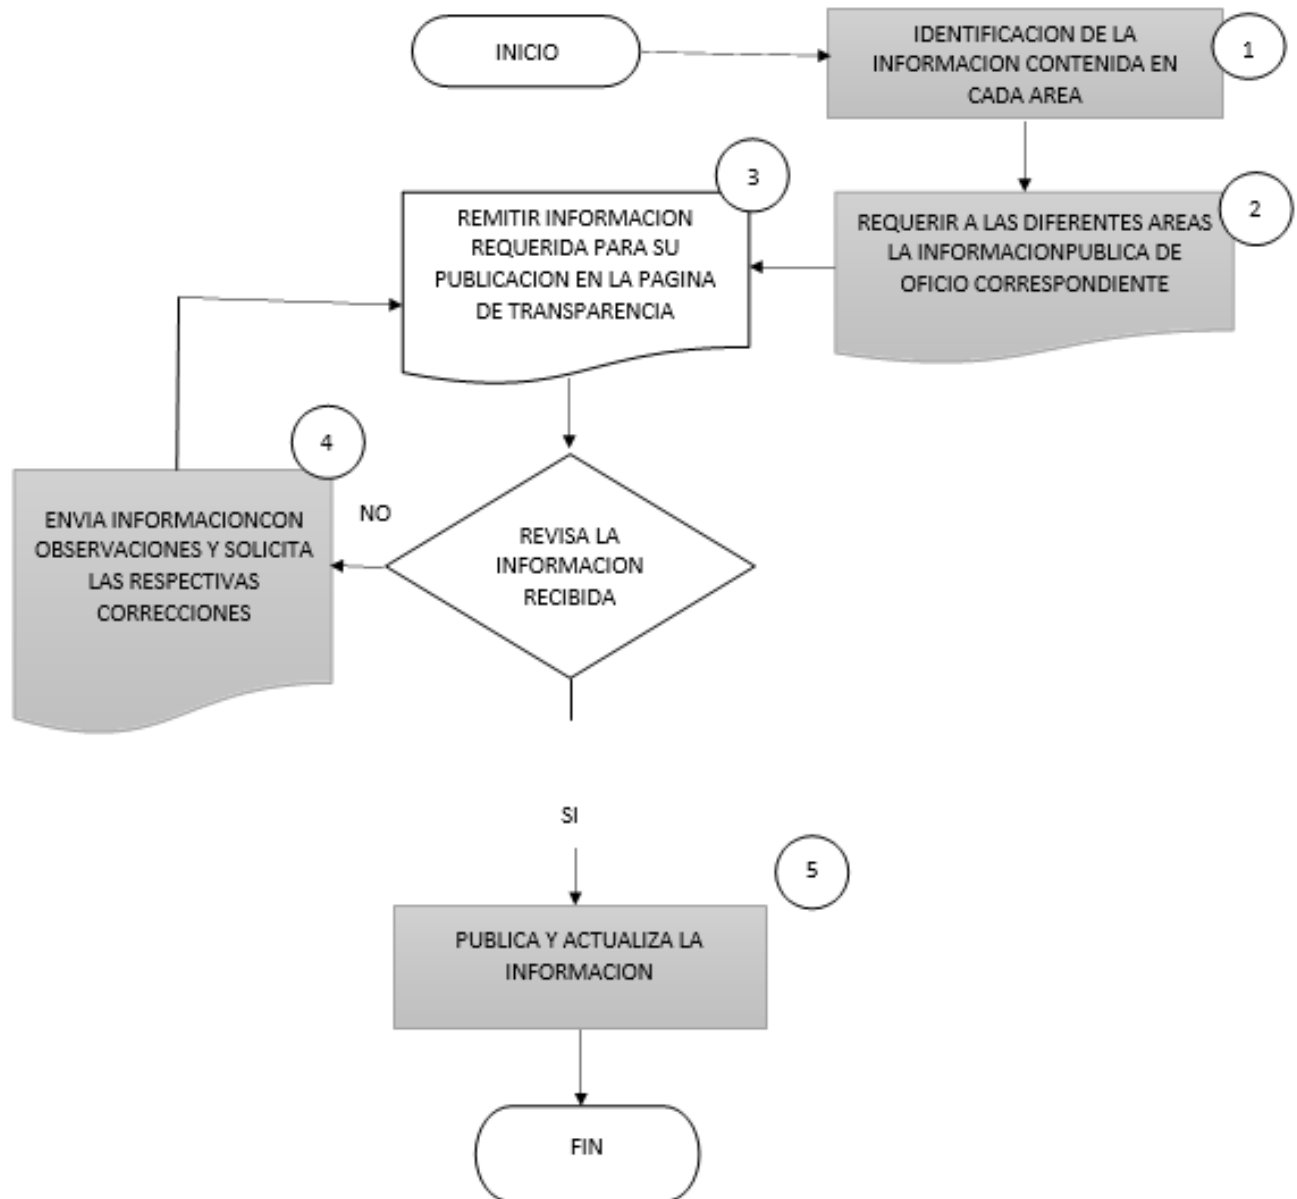 INICIO
IDENTIFICACION DE LA
INFORMACION CONTENIDA EN
CADA AREA
1
REQUERIR A LAS DIFERENTES AREAS
LA INFORMACIONPUBLICA DE
OFICIO CORRESPONDIENTE
2
3
REMITIR INFORMACION
REQUERIDA PARA SU
PUBLICACION EN LA PAGINA
DE TRANSPARENCIA
REVISA LA
INFORMACION
RECIBIDA
NO
4
ENVIA INFORMACIONCON
OBSERVACIONES Y SOLICITA
LAS RESPECTIVAS
CORRECCIONES
SI
5
PUBLICA Y ACTUALIZA LA
INFORMACION
FIN